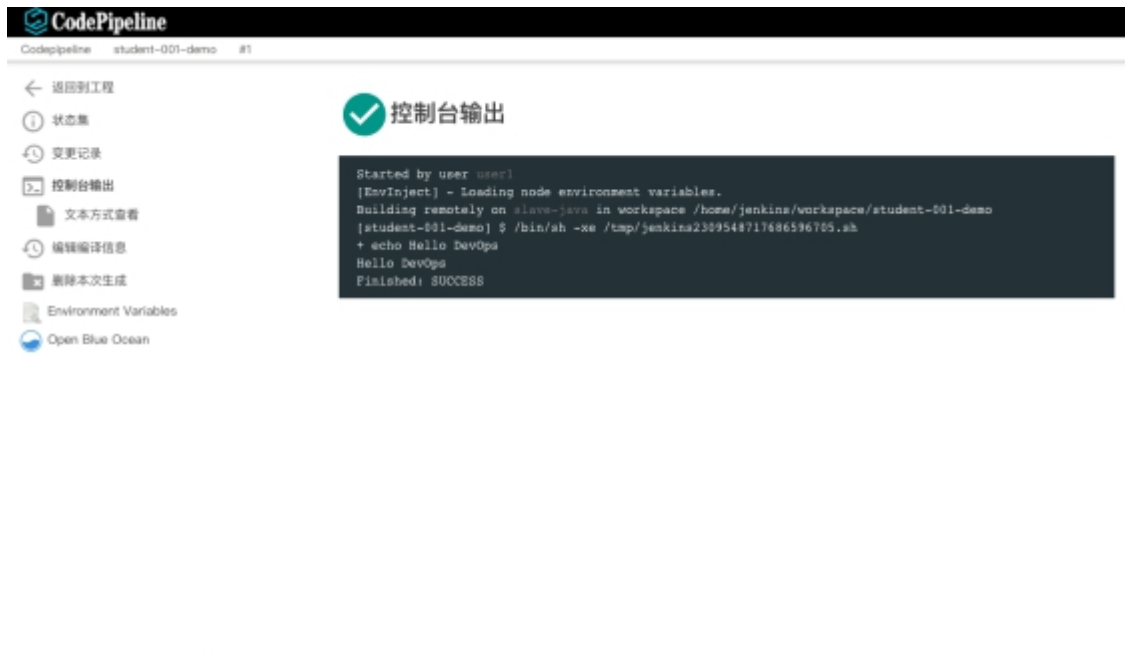 CodePipeline
Codepipeline student-001-demo #1
返回到工程
状态集
变更记录
控制台输出
文本方式查看
编辑编译信息
删除本次生成
Environment Variables
Open Blue Ocean
控制台输出
Started by user user1
[EnvInject] - Loading node environment variables.
Building remotely on slave-java in workspace /home/jenkins/workspace/student-001-demo
[student-001-demo] $ /bin/sh -xe /tmp/jenkins2309548717686596705.sh
+ echo Hello DevOps
Hello DevOps
Finished: SUCCESS